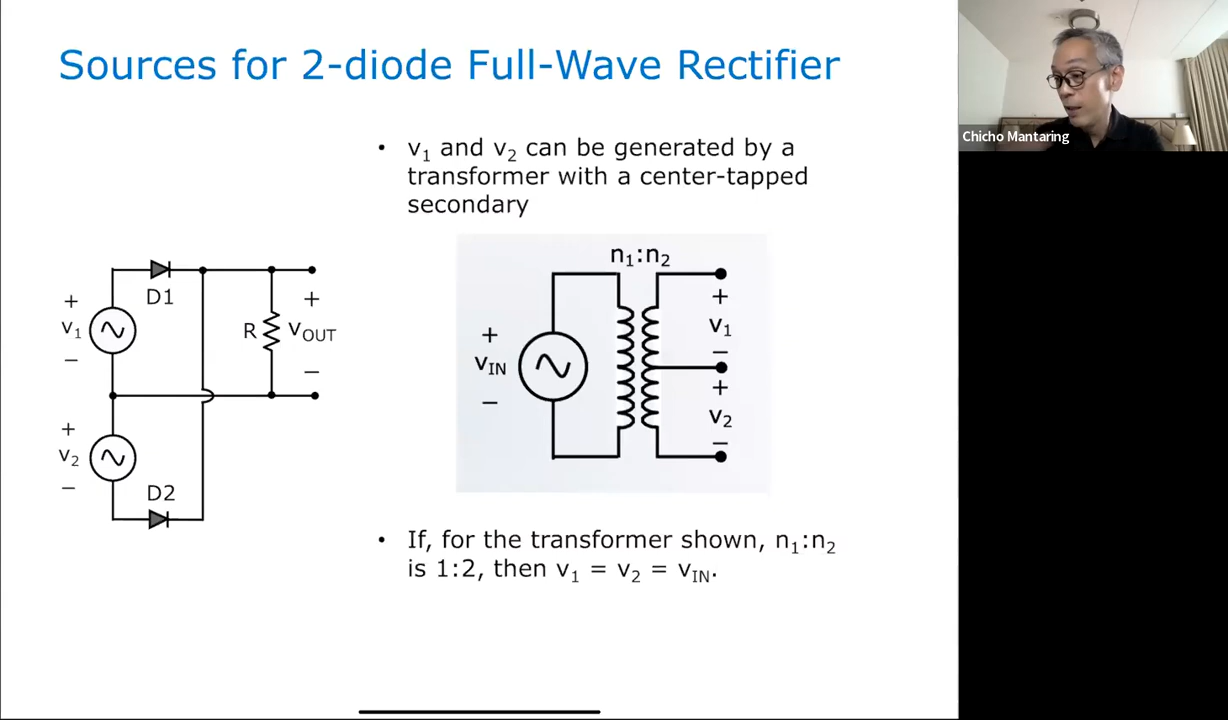 Sources for 2-diode Full-Wave Rectifier
• v₁ and v₂ can be generated by a
transformer with a center-tapped
secondary
D1
+
v₁
−
R
+
vOUT
−
+
v₂
−
D2
n₁:n₂
+
vIN
−
+
v₁
−
+
v₂
−
• If, for the transformer shown, n₁:n₂
is 1:2, then v₁ = v₂ = vIN.
Chicho Mantaring